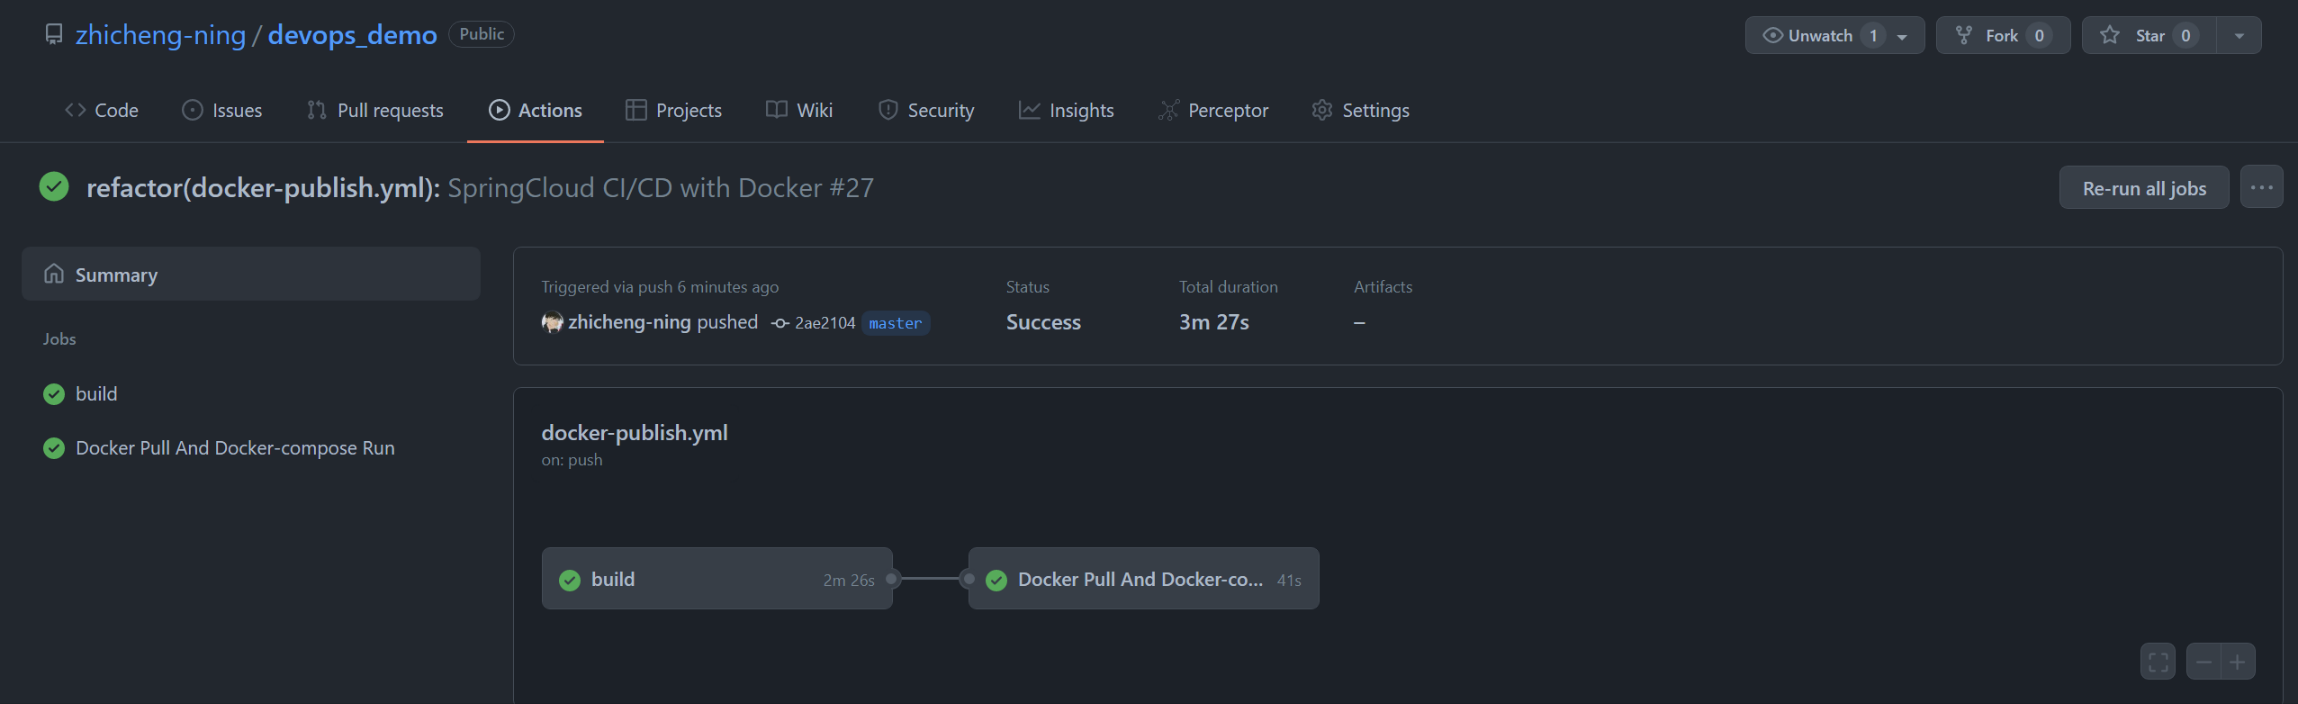 zhicheng-ning / devops_demo Public Unwatch 1 Fork 0 Star 0
Code Issues Pull requests Actions Projects Wiki Security Insights Perceptor Settings
refactor(docker-publish.yml): SpringCloud CI/CD with Docker #27 Re-run all jobs ...
Summary
Jobs
build
Docker Pull And Docker-compose Run
Triggered via push 6 minutes ago Status Total duration Artifacts
zhicheng-ning pushed 2ae2104 master Success 3m 27s –
docker-publish.yml
on: push
build 2m 26s Docker Pull And Docker-co... 41s